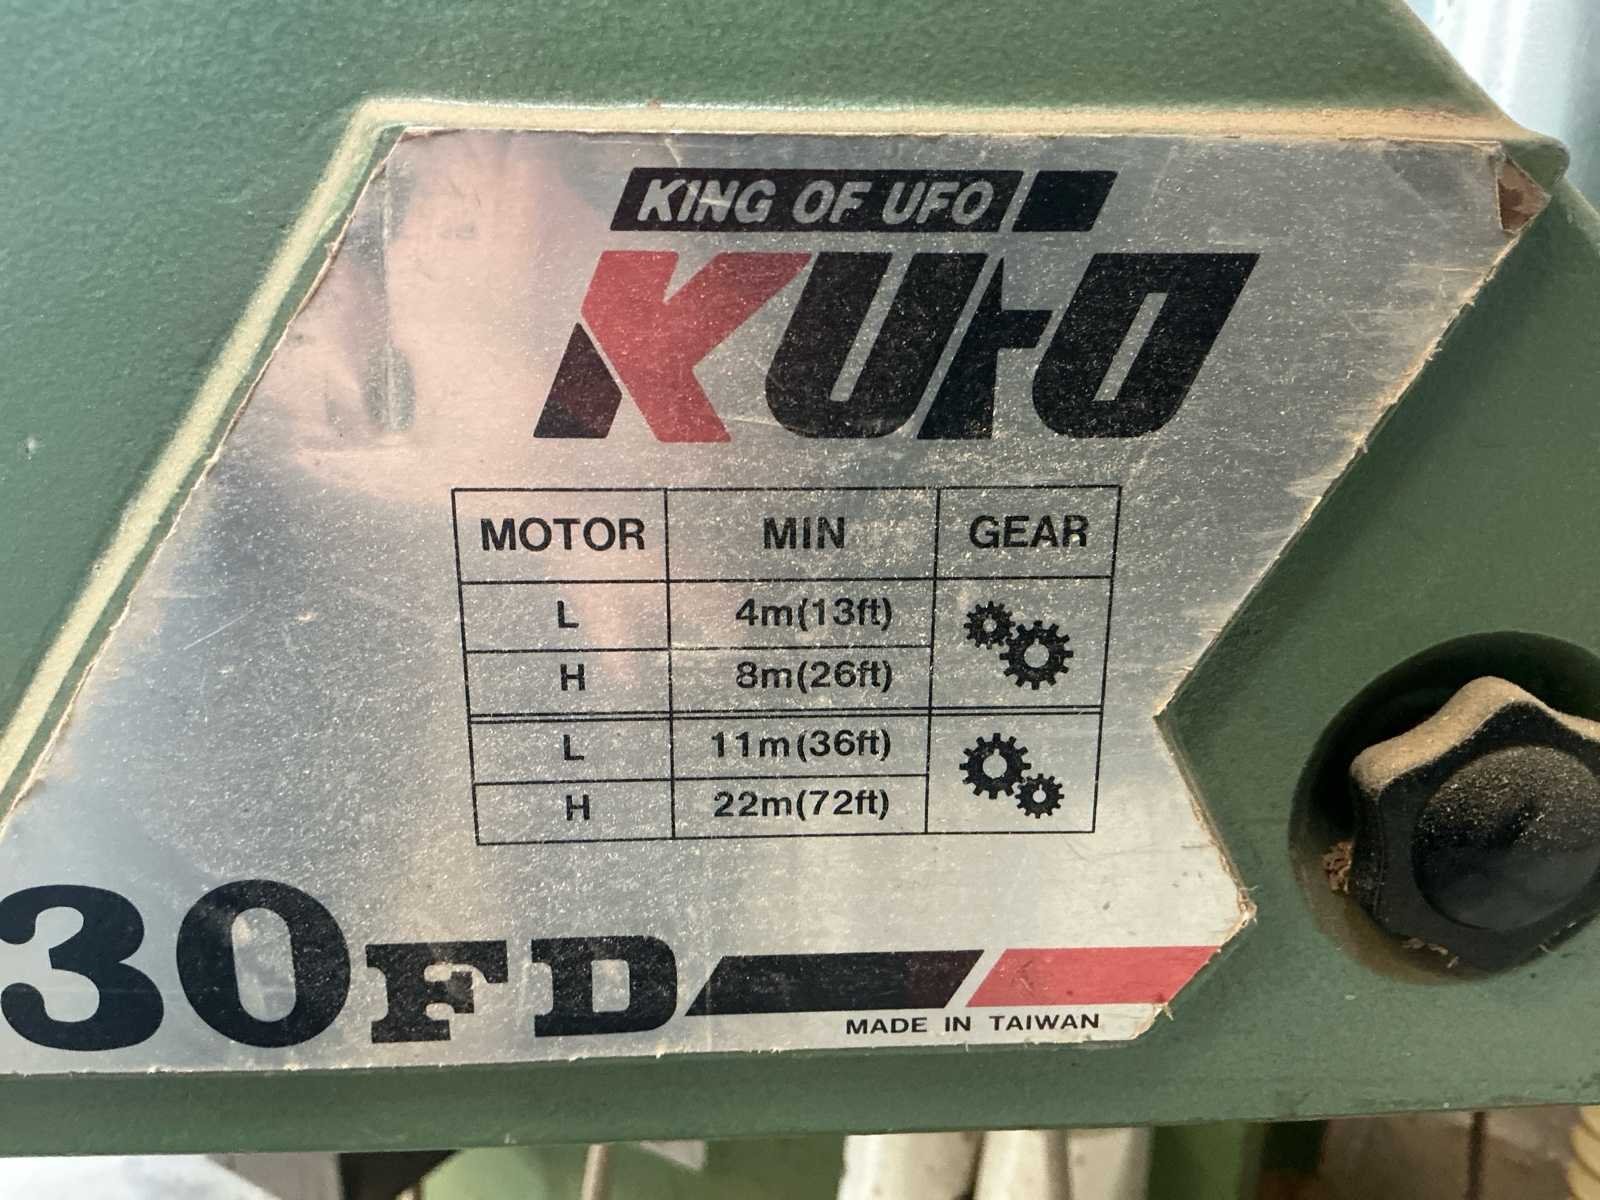 KING OF UFO
KUFO
MOTOR MIN GEAR
L 4m(13ft)
H 8m(26ft)
L 11m(36ft)
H 22m(72ft)
30FD
MADE IN TAIWAN